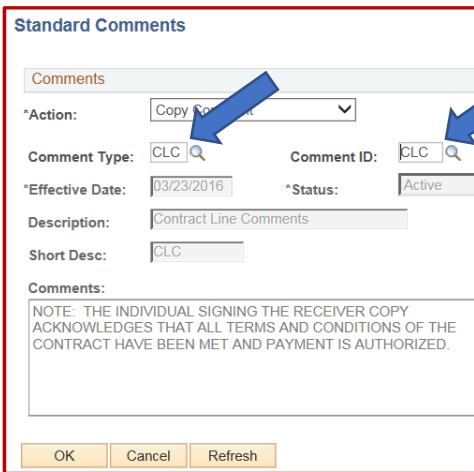 Standard Comments
Comments
*Action: Copy Comment
Comment Type: CLC Comment ID: CLC
*Effective Date: 03/23/2016 *Status: Active
Description: Contract Line Comments
Short Desc: CLC
Comments:
NOTE: THE INDIVIDUAL SIGNING THE RECEIVER COPY
ACKNOWLEDGES THAT ALL TERMS AND CONDITIONS OF THE
CONTRACT HAVE BEEN MET AND PAYMENT IS AUTHORIZED.
OK Cancel Refresh